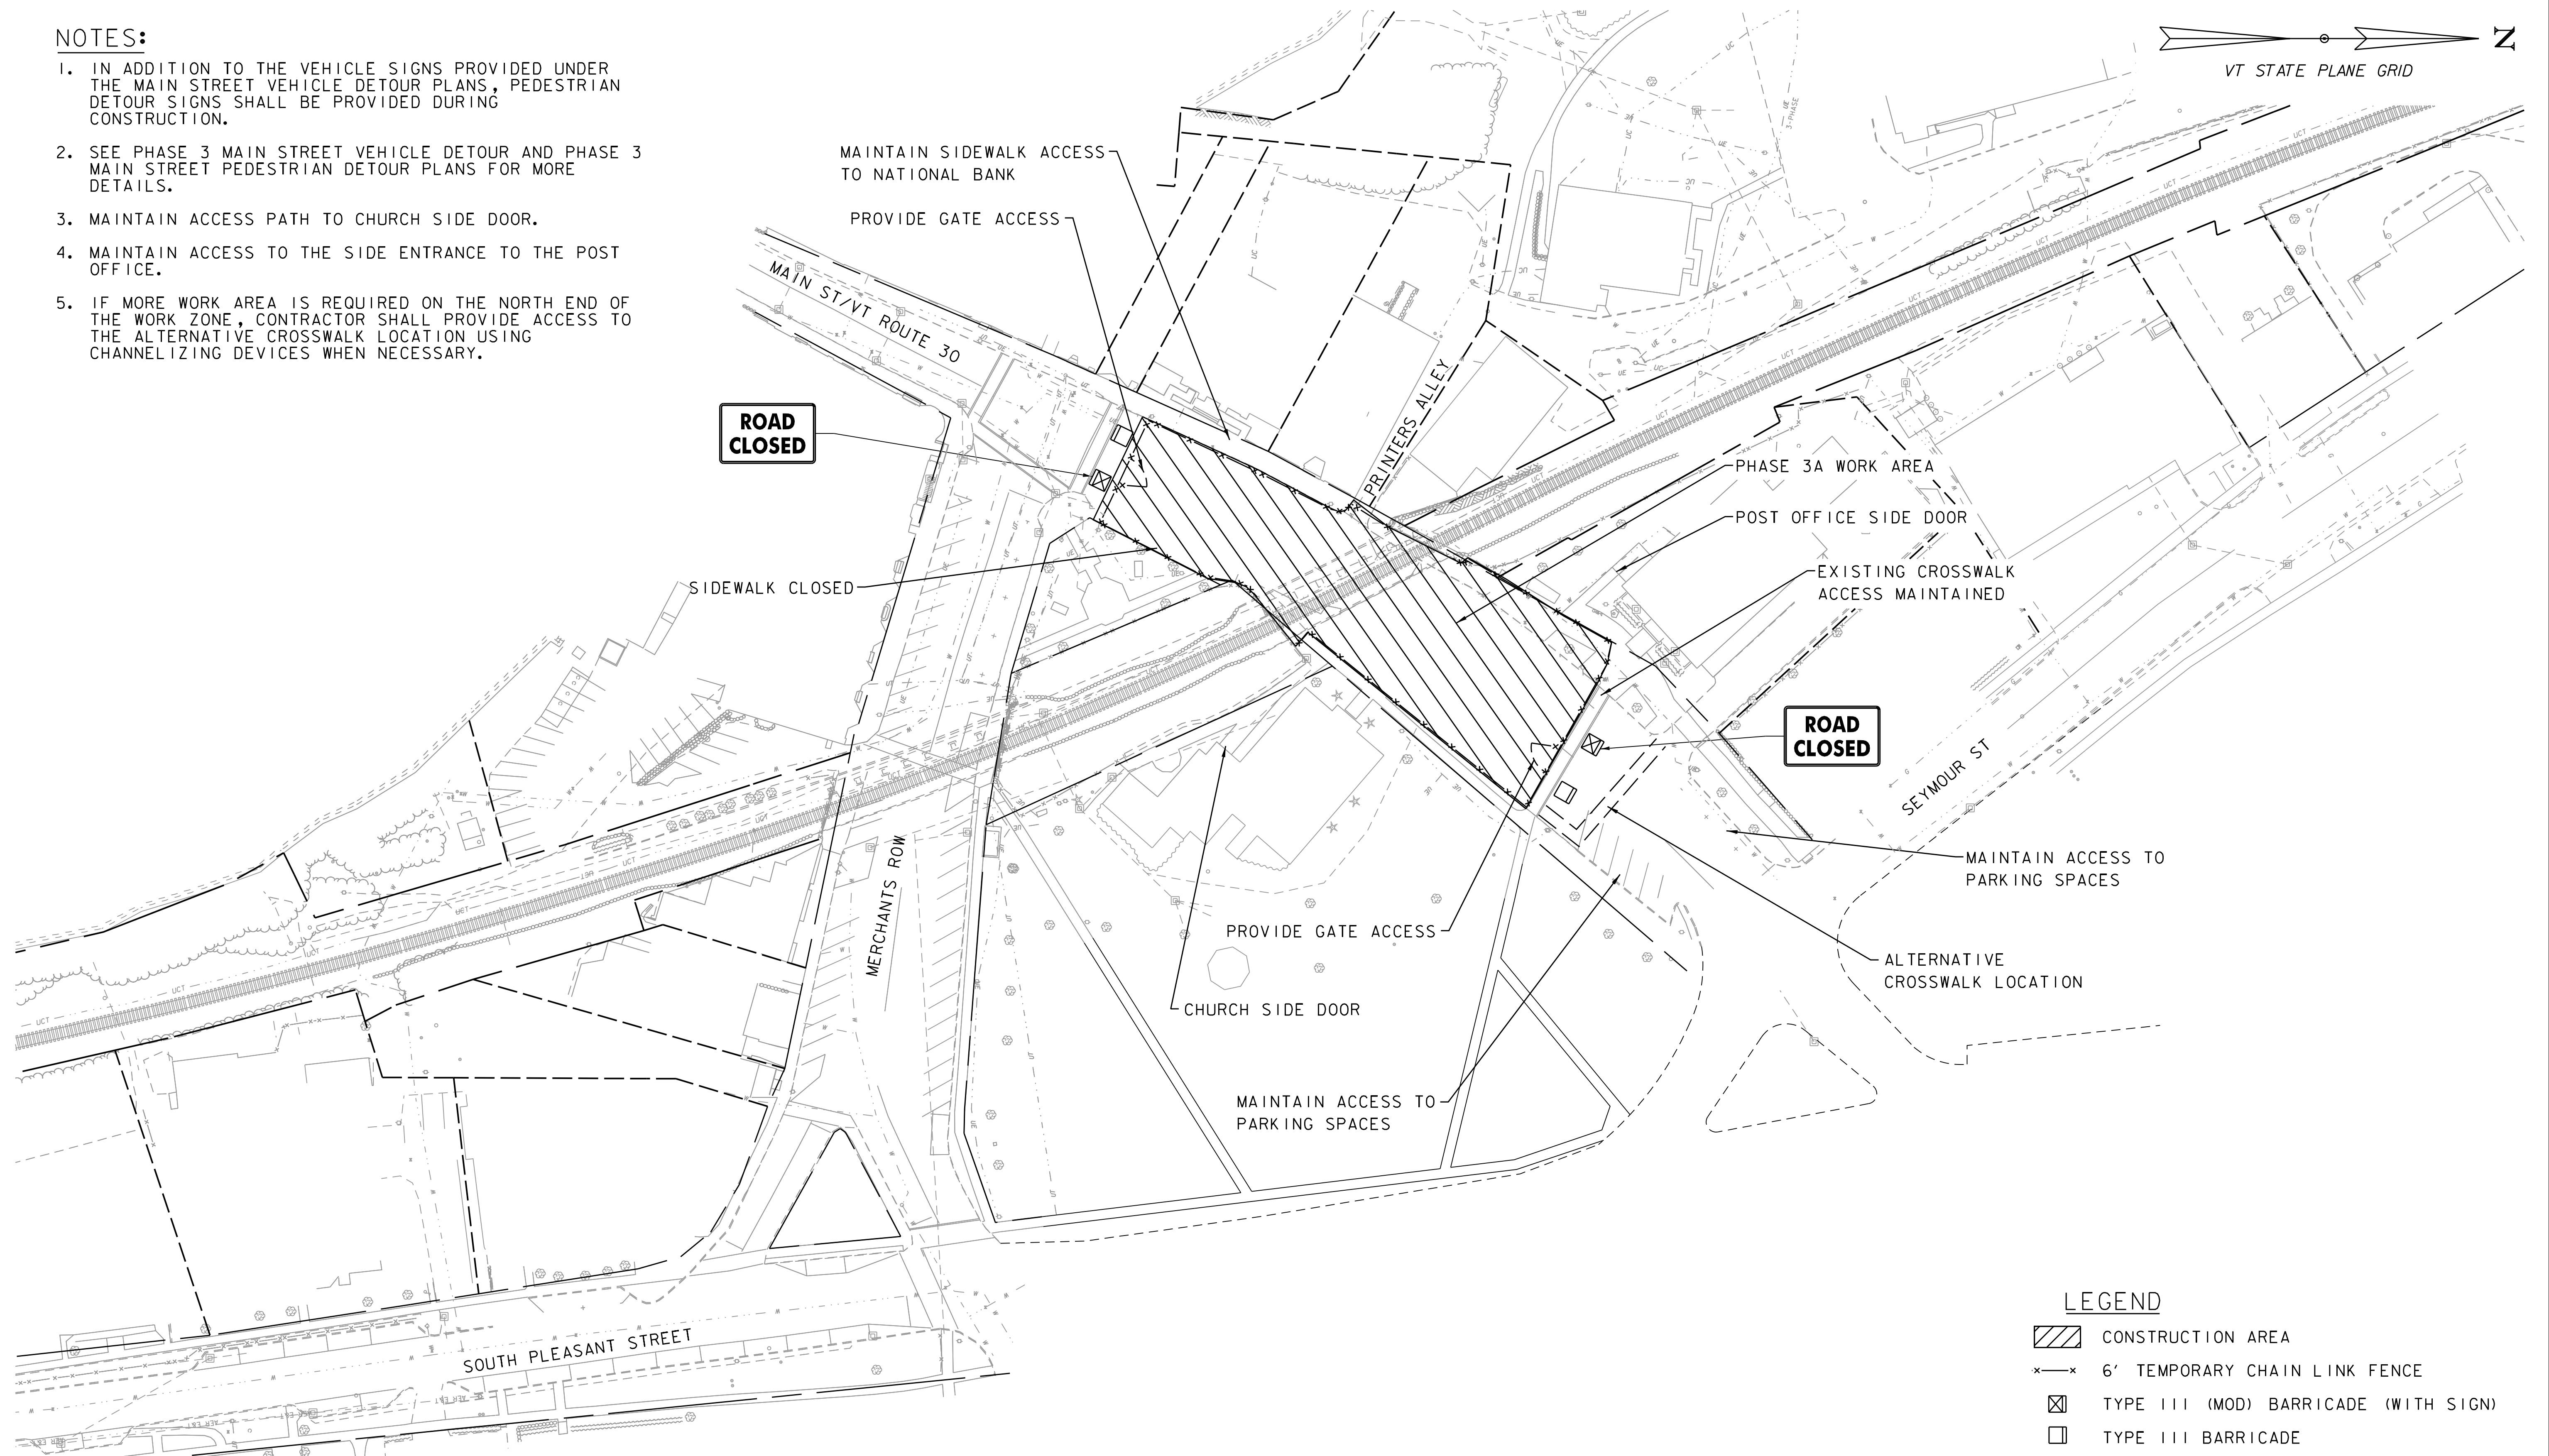 NOTES:
1. IN ADDITION TO THE VEHICLE SIGNS PROVIDED UNDER
THE MAIN STREET VEHICLE DETOUR PLANS, PEDESTRIAN
DETOUR SIGNS SHALL BE PROVIDED DURING
CONSTRUCTION.
2. SEE PHASE 3 MAIN STREET VEHICLE DETOUR AND PHASE 3
MAIN STREET PEDESTRIAN DETOUR PLANS FOR MORE
DETAILS.
3. MAINTAIN ACCESS PATH TO CHURCH SIDE DOOR.
4. MAINTAIN ACCESS TO THE SIDE ENTRANCE TO THE POST
OFFICE.
5. IF MORE WORK AREA IS REQUIRED ON THE NORTH END OF
THE WORK ZONE, CONTRACTOR SHALL PROVIDE ACCESS TO
THE ALTERNATIVE CROSSWALK LOCATION USING
CHANNELIZING DEVICES WHEN NECESSARY.
N
VT STATE PLANE GRID
3-PHASE
MAINTAIN SIDEWALK ACCESS
TO NATIONAL BANK
PROVIDE GATE ACCESS
MAIN ST/VT ROUTE 30
PRINTERS ALLEY
ROAD
CLOSED
PHASE 3A WORK AREA
POST OFFICE SIDE DOOR
EXISTING CROSSWALK
ACCESS MAINTAINED
SIDEWALK CLOSED
ROAD
CLOSED
SEYMOUR ST
MAINTAIN ACCESS TO
PARKING SPACES
MERCHANTS ROW
PROVIDE GATE ACCESS
ALTERNATIVE
CROSSWALK LOCATION
CHURCH SIDE DOOR
MAINTAIN ACCESS TO
PARKING SPACES
SOUTH PLEASANT STREET
LEGEND
CONSTRUCTION AREA
6' TEMPORARY CHAIN LINK FENCE
TYPE III (MOD) BARRICADE (WITH SIGN)
TYPE III BARRICADE